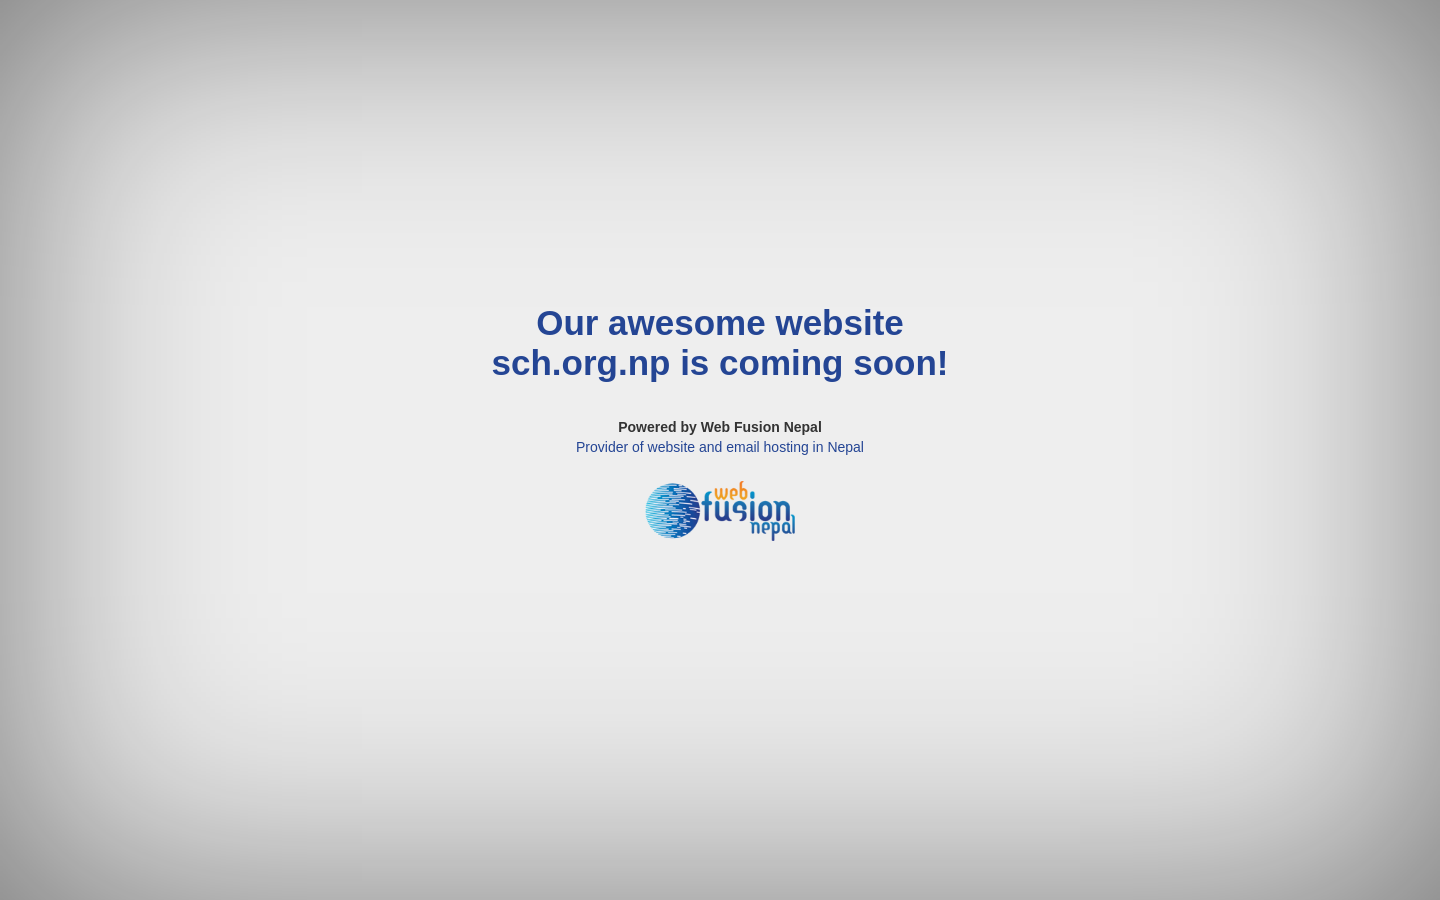 Our awesome website
sch.org.np is coming soon!
Powered by Web Fusion Nepal
Provider of website and email hosting in Nepal
web
fusion
nepal